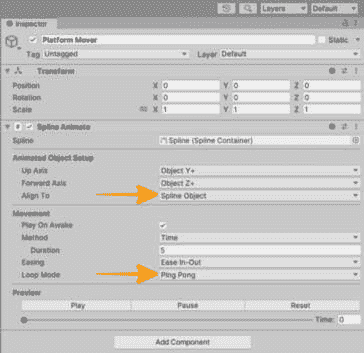 Layers Default
Inspector
Platform Mover Static
Tag Untagged Layer Default
Transform
Position X 0 Y 0 Z 0
Rotation X 0 Y 0 Z 0
Scale X 1 Y 1 Z 1
Spline Animate
Spline Spline (Spline Container)
Animated Object Setup
Up Axis Object Y+
Forward Axis Object Z+
Align To Spline Object
Movement
Play On Awake
Method Time
Duration 5
Easing Ease In-Out
Loop Mode Ping Pong
Preview
Play Pause Reset
Time: 0
Add Component